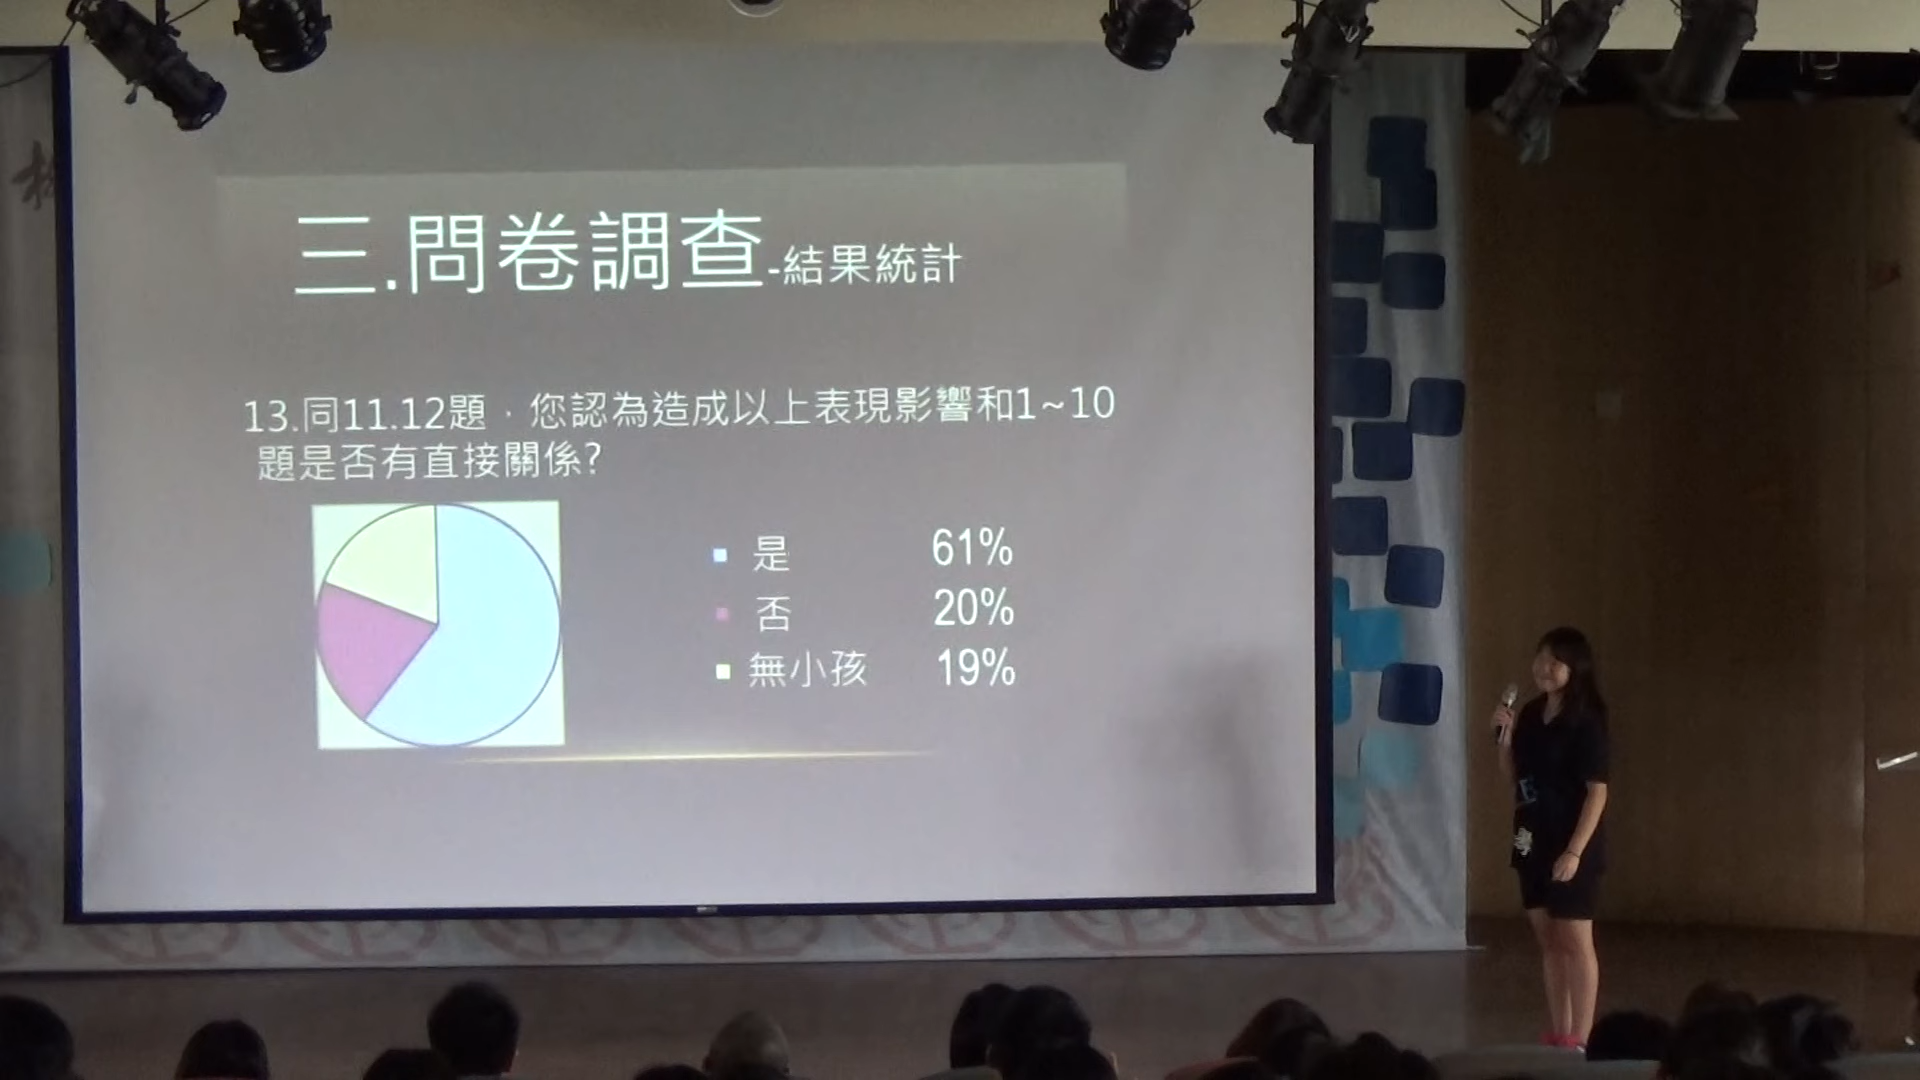 三.問卷調查-結果統計
13.同11.12題，您認為造成以上表現影響和1~10
題是否有直接關係?
是 61%
否 20%
無小孩 19%